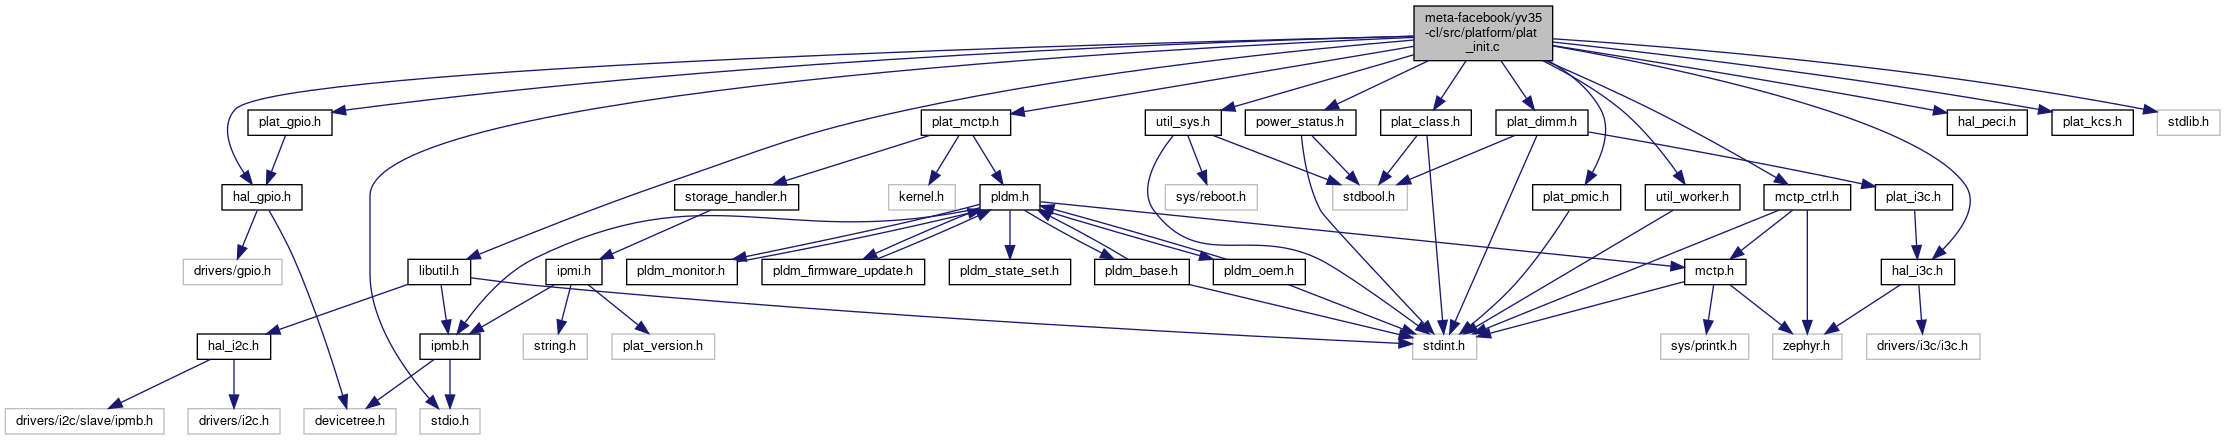 meta-facebook/yv35
-cl/src/platform/plat
_init.c
plat_gpio.h
plat_mctp.h
util_sys.h
power_status.h
plat_class.h
plat_dimm.h
hal_peci.h
plat_kcs.h
stdlib.h
hal_gpio.h
storage_handler.h
kernel.h
pldm.h
sys/reboot.h
stdbool.h
plat_pmic.h
util_worker.h
mctp_ctrl.h
plat_i3c.h
drivers/gpio.h
libutil.h
ipmi.h
pldm_monitor.h
pldm_firmware_update.h
pldm_state_set.h
pldm_base.h
pldm_oem.h
mctp.h
hal_i3c.h
hal_i2c.h
ipmb.h
string.h
plat_version.h
stdint.h
sys/printk.h
zephyr.h
drivers/i3c/i3c.h
drivers/i2c/slave/ipmb.h
drivers/i2c.h
devicetree.h
stdio.h